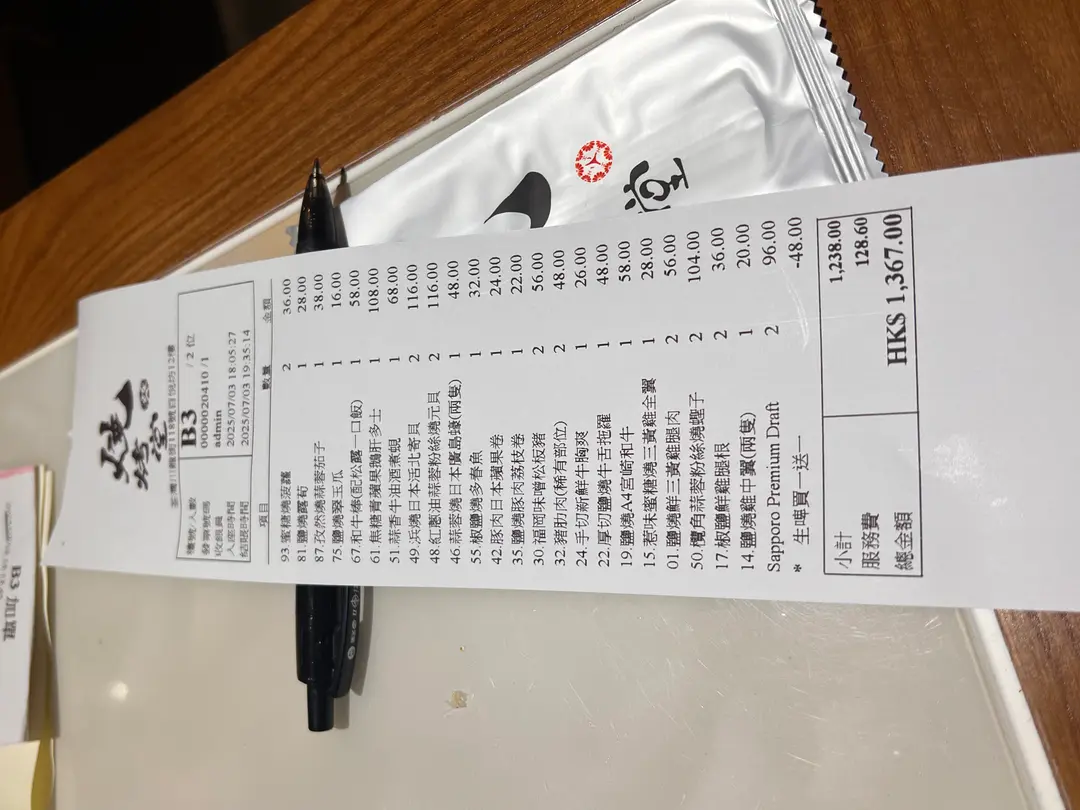 燒烤堂
荃灣川龍街118號百悅坊12樓
檯號/人數 B3 / 2 位
發單號碼 0000020410 /1
收銀員 admin
入座時間 2025/07/03 18:05:27
結賬時間 2025/07/03 19:35:14
項目 數量 金額
93 蜜糖燒菠蘿 2 36.00
81.鹽燒露荀 1 28.00
87.孜然燒蒜蓉茄子 1 38.00
75.鹽燒翠玉瓜 1 16.00
67.和牛棒(配松露一口飯) 1 58.00
61.焦糖青蘋果鵝肝多士 1 108.00
51.蒜香牛油酒煮蜆 1 68.00
49.浜燒日本活北寄貝 2 116.00
48.紅蔥油蒜蓉粉絲燒元貝 2 116.00
46.蒜蓉燒日本廣島蠔(兩隻) 1 48.00
55.椒鹽燒多春魚 1 32.00
42.豚肉日本蘋果卷 1 24.00
35.鹽燒豚肉荔枝卷 1 22.00
30.福岡味噌松板豬 2 56.00
32.豬肋肉(稀有部位) 2 48.00
24.手切新鮮牛胸爽 1 26.00
22.厚切鹽燒牛舌拖羅 1 48.00
19.鹽燒A4宮崎和牛 1 58.00
15.惹味蜜糖燒三黃雞全翼 1 28.00
01.鹽燒鮮三黃雞腿肉 2 56.00
50.欖角蒜蓉粉絲燒蟶子 2 104.00
17.椒鹽鮮雞腿根 2 36.00
14.鹽燒雞中翼(兩隻) 1 20.00
Sapporo Premium Draft 2 96.00
* 生啤買一送一 -48.00
小計 1,238.00
服務費 128.60
總金額 HK$ 1,367.00
堂
B3 加單